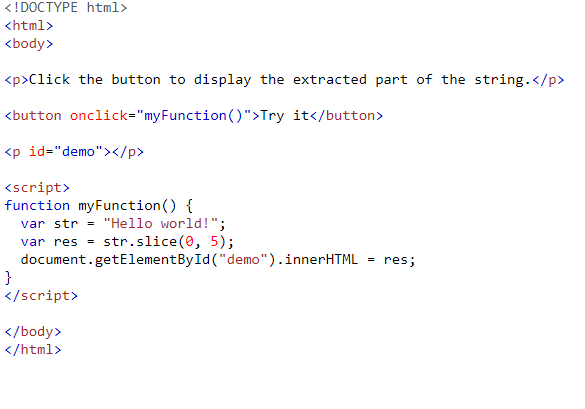 <!DOCTYPE html>
<html>
<body>

<p>Click the button to display the extracted part of the string.</p>

<button onclick="myFunction()">Try it</button>

<p id="demo"></p>

<script>
function myFunction() {
  var str = "Hello world!";
  var res = str.slice(0, 5);
  document.getElementById("demo").innerHTML = res;
}
</script>

</body>
</html>